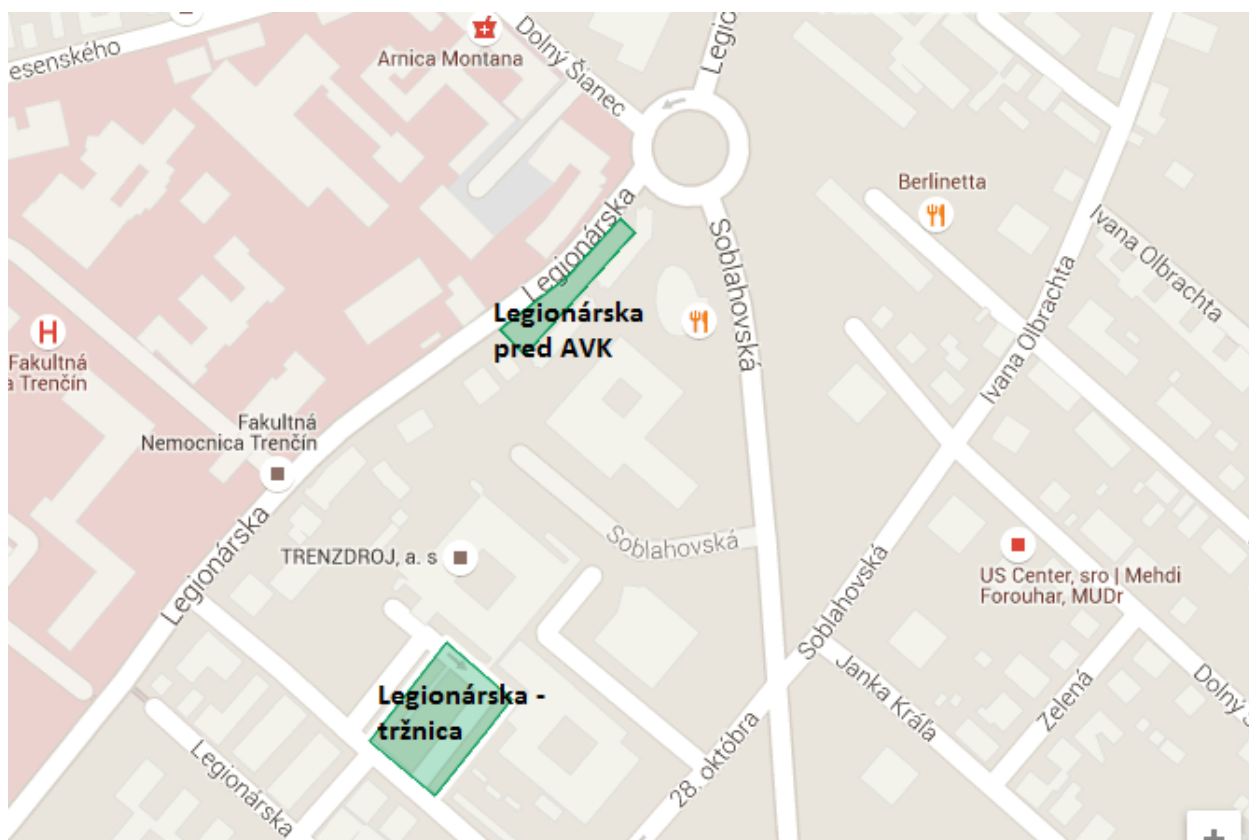 esenského
Arnica Montana
Dolný Šianec
Legio
Berlinetta
Ivana Olbrachta
Legionárska
Soblahovská
Legionárska
pred AVK
Ivana Olbrachta
H
Fakultná
a Trenčín
Fakultná
Nemocnica Trenčín
Legionárska
TRENZDROJ, a. s
Soblahovská
US Center, sro | Mehdi
Forouhar, MUDr
Soblahovská
Janka Kráľa
Zelená
Dolný Š
Legionárska -
tržnica
28. októbra
Legionárska
+